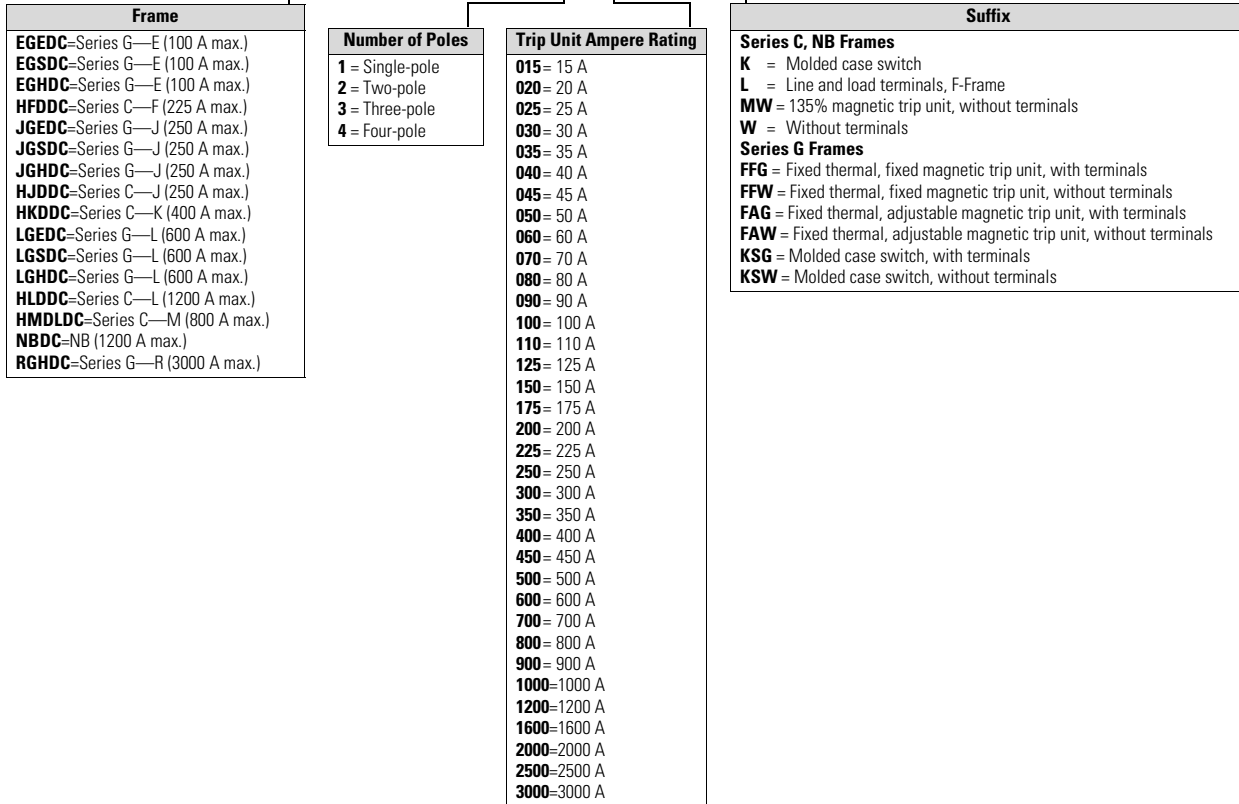 Frame
EGEDC=Series G—E (100 A max.)
EGSDC=Series G—E (100 A max.)
EGHDC=Series G—E (100 A max.)
HFDDC=Series C—F (225 A max.)
JGEDC=Series G—J (250 A max.)
JGSDC=Series G—J (250 A max.)
JGHDC=Series G—J (250 A max.)
HJDDC=Series C—J (250 A max.)
HKDDC=Series C—K (400 A max.)
LGEDC=Series G—L (600 A max.)
LGSDC=Series G—L (600 A max.)
LGHDC=Series G—L (600 A max.)
HLDDC=Series C—L (1200 A max.)
HMDLDC=Series C—M (800 A max.)
NBDC=NB (1200 A max.)
RGHDC=Series G—R (3000 A max.)
Number of Poles
1 = Single-pole
2 = Two-pole
3 = Three-pole
4 = Four-pole
Trip Unit Ampere Rating
015 = 15 A
020 = 20 A
025 = 25 A
030 = 30 A
035 = 35 A
040 = 40 A
045 = 45 A
050 = 50 A
060 = 60 A
070 = 70 A
080 = 80 A
090 = 90 A
100 = 100 A
110 = 110 A
125 = 125 A
150 = 150 A
175 = 175 A
200 = 200 A
225 = 225 A
250 = 250 A
300 = 300 A
350 = 350 A
400 = 400 A
450 = 450 A
500 = 500 A
600 = 600 A
700 = 700 A
800 = 800 A
900 = 900 A
1000=1000 A
1200=1200 A
1600=1600 A
2000=2000 A
2500=2500 A
3000=3000 A
Suffix
Series C, NB Frames
K = Molded case switch
L = Line and load terminals, F-Frame
MW = 135% magnetic trip unit, without terminals
W = Without terminals
Series G Frames
FFG = Fixed thermal, fixed magnetic trip unit, with terminals
FFW = Fixed thermal, fixed magnetic trip unit, without terminals
FAG = Fixed thermal, adjustable magnetic trip unit, with terminals
FAW = Fixed thermal, adjustable magnetic trip unit, without terminals
KSG = Molded case switch, with terminals
KSW = Molded case switch, without terminals